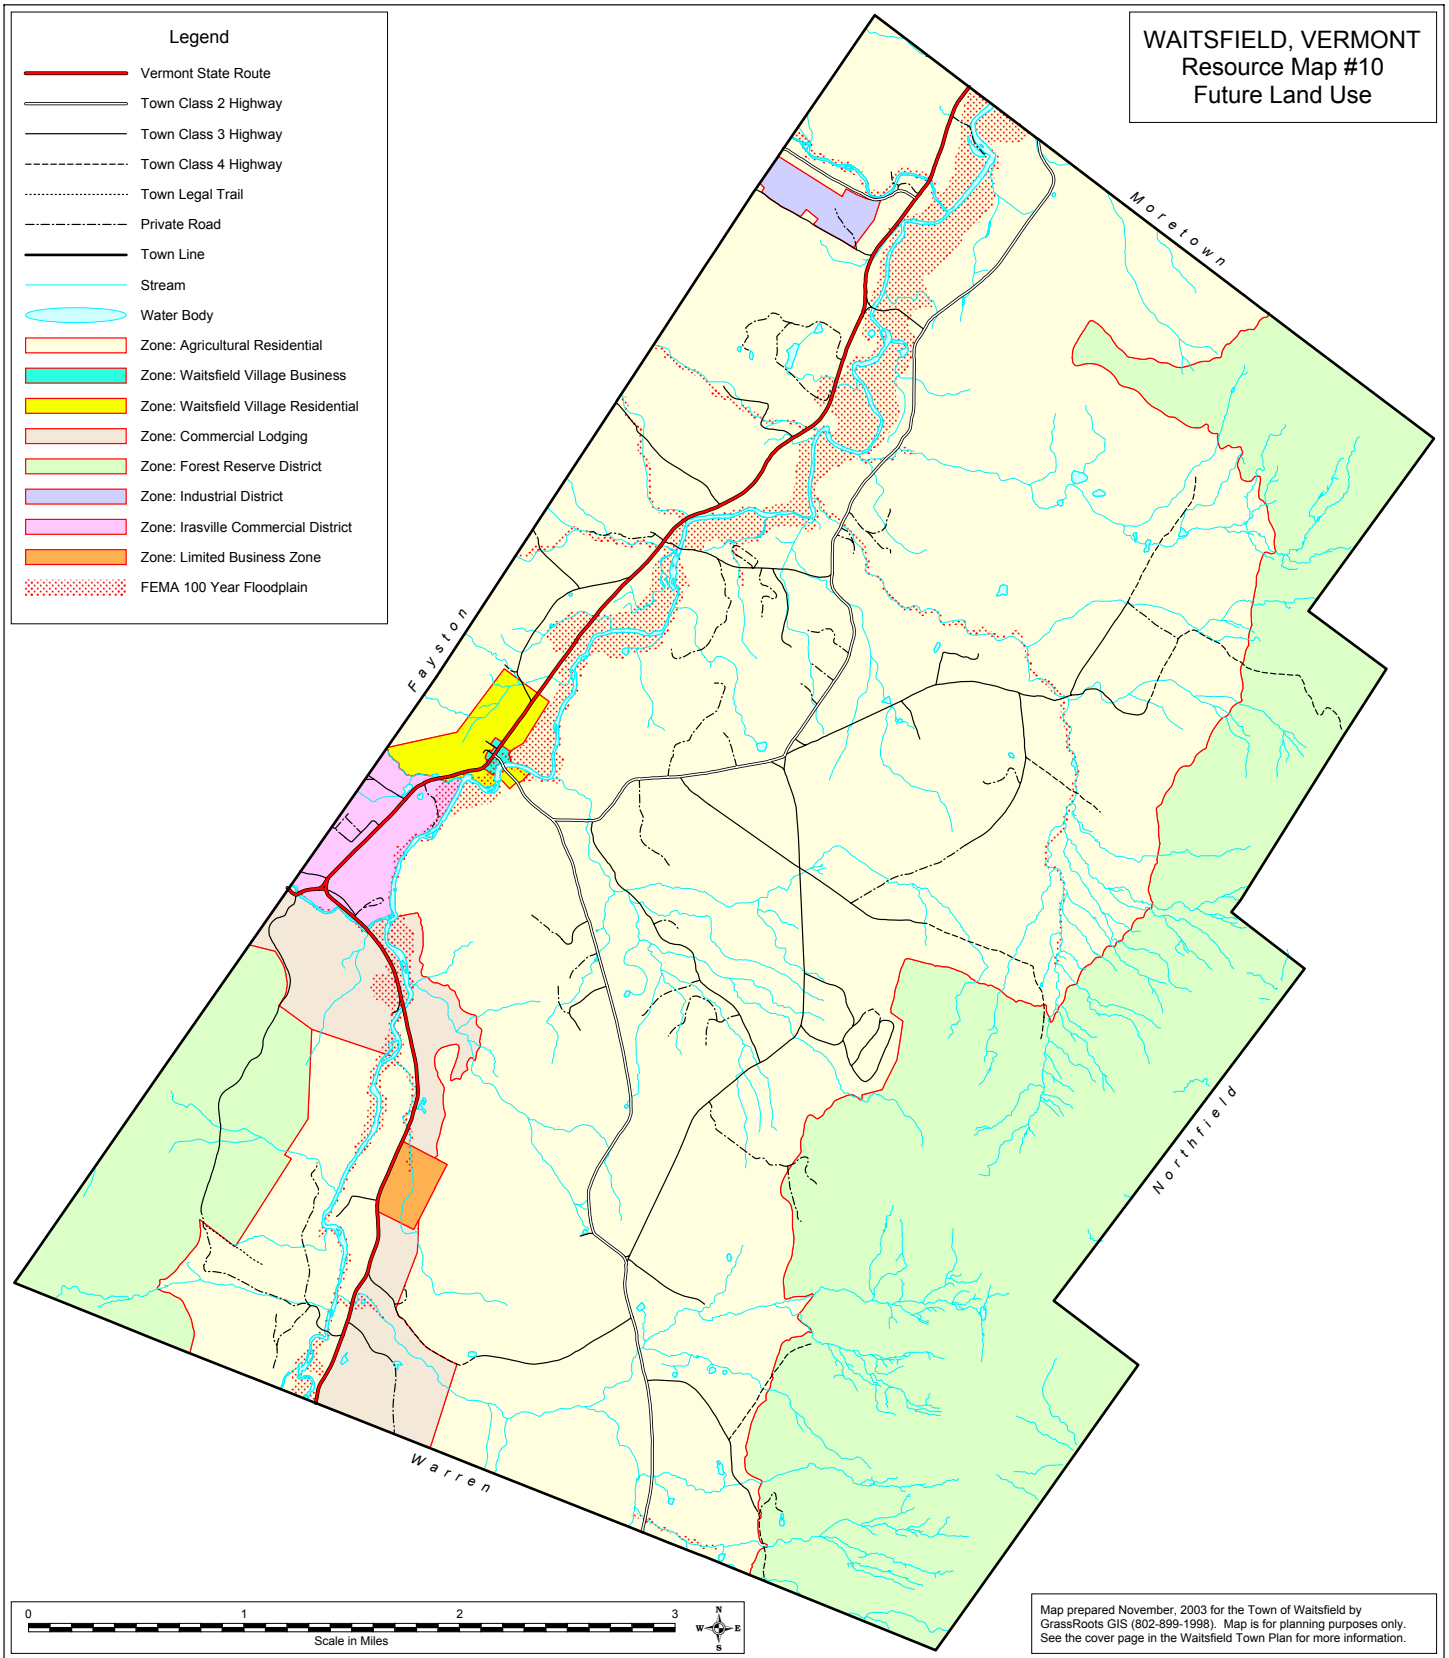 Legend
Vermont State Route
Town Class 2 Highway
Town Class 3 Highway
Town Class 4 Highway
Town Legal Trail
Private Road
Town Line
Stream
Water Body
Zone: Agricultural Residential
Zone: Waitsfield Village Business
Zone: Waitsfield Village Residential
Zone: Commercial Lodging
Zone: Forest Reserve District
Zone: Industrial District
Zone: Irasville Commercial District
Zone: Limited Business Zone
FEMA 100 Year Floodplain
WAITSFIELD, VERMONT
Resource Map #10
Future Land Use
Moretown
Fayston
Northfield
Warren
0 1 2 3
Scale in Miles
N
W E
S
Map prepared November, 2003 for the Town of Waitsfield by
GrassRoots GIS (802-899-1998). Map is for planning purposes only.
See the cover page in the Waitsfield Town Plan for more information.